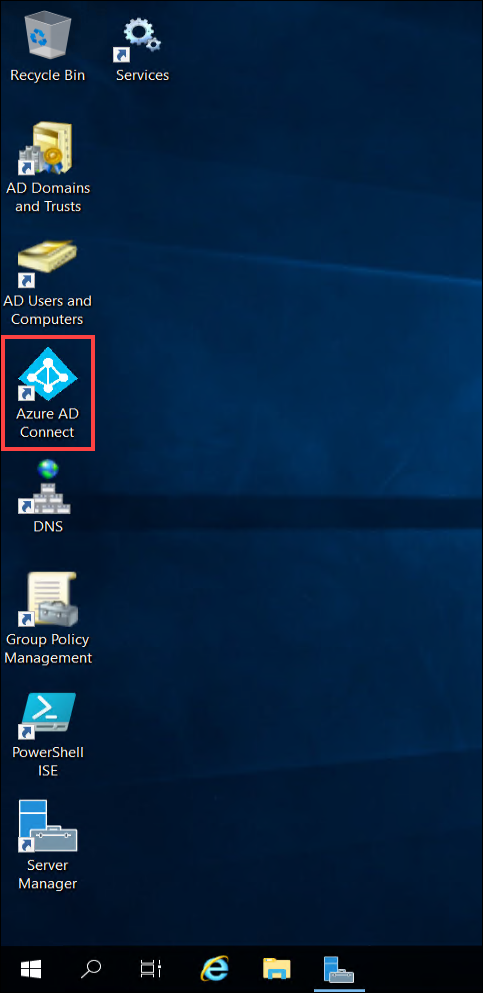 Recycle Bin
Services
AD Domains
and Trusts
AD Users and
Computers
Azure AD
Connect
DNS
Group Policy
Management
PowerShell
ISE
Server
Manager